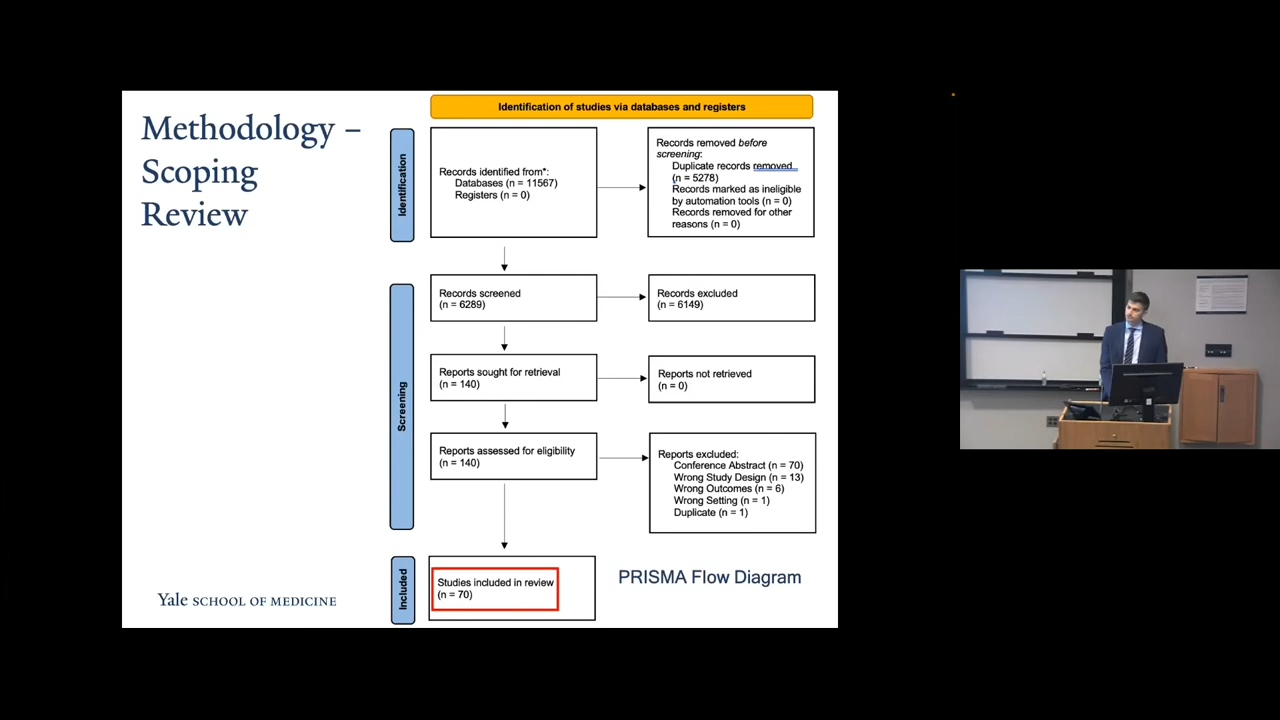 Methodology –
Scoping
Review
Identification of studies via databases and registers
Identification
Records identified from*:
Databases (n = 11567)
Registers (n = 0)
Records removed before
screening:
Duplicate records removed
(n = 5278)
Records marked as ineligible
by automation tools (n = 0)
Records removed for other
reasons (n = 0)
Screening
Records screened
(n = 6289)
Records excluded
(n = 6149)
Reports sought for retrieval
(n = 140)
Reports not retrieved
(n = 0)
Reports assessed for eligibility
(n = 140)
Reports excluded:
Conference Abstract (n = 70)
Wrong Study Design (n = 13)
Wrong Outcomes (n = 6)
Wrong Setting (n = 1)
Duplicate (n = 1)
Included
Studies included in review
(n = 70)
PRISMA Flow Diagram
Yale SCHOOL OF MEDICINE